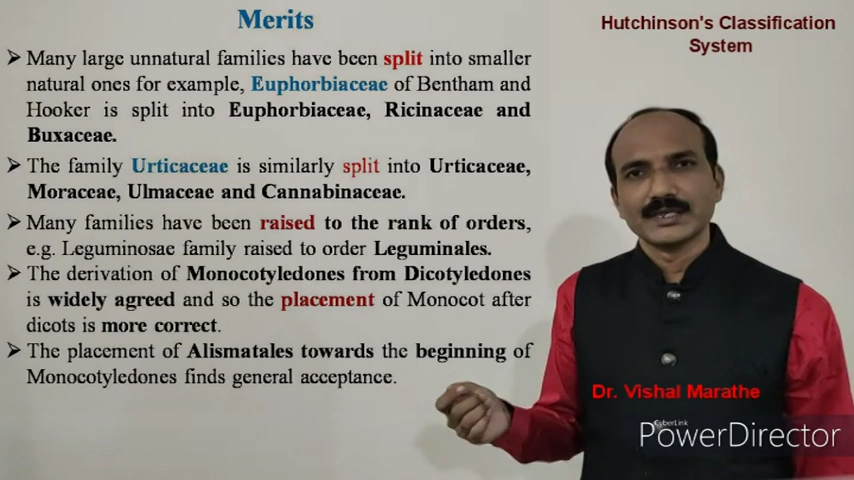 Merits
➤ Many large unnatural families have been split into smaller
natural ones for example, Euphorbiaceae of Bentham and
Hooker is split into Euphorbiaceae, Ricinaceae and
Buxaceae.
➤ The family Urticaceae is similarly split into Urticaceae,
Moraceae, Ulmaceae and Cannabinaceae.
➤ Many families have been raised to the rank of orders,
e.g. Leguminosae family raised to order Leguminales.
➤ The derivation of Monocotyledones from Dicotyledones
is widely agreed and so the placement of Monocot after
dicots is more correct.
➤ The placement of Alismatales towards the beginning of
Monocotyledones finds general acceptance.
Hutchinson's Classification
System
Dr. Vishal Marathe
CyberLink
PowerDirector